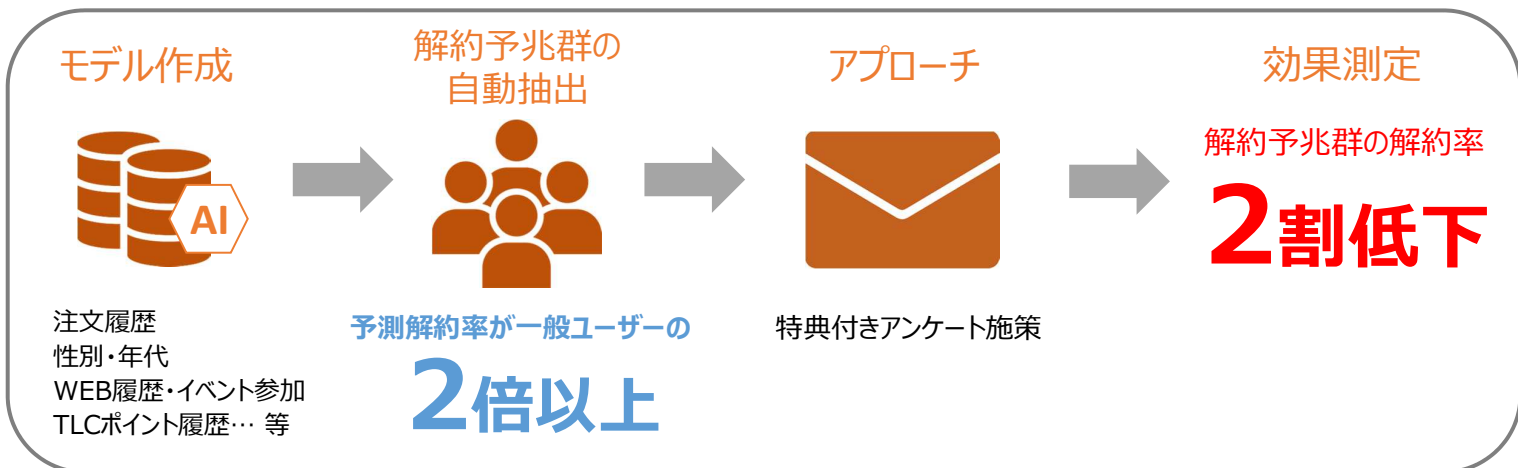 モデル作成
AI
注文履歴
性別・年代
WEB履歴・イベント参加
TLCポイント履歴… 等
解約予兆群の
自動抽出
予測解約率が一般ユーザーの
2倍以上
アプローチ
特典付きアンケート施策
効果測定
解約予兆群の解約率
2割低下